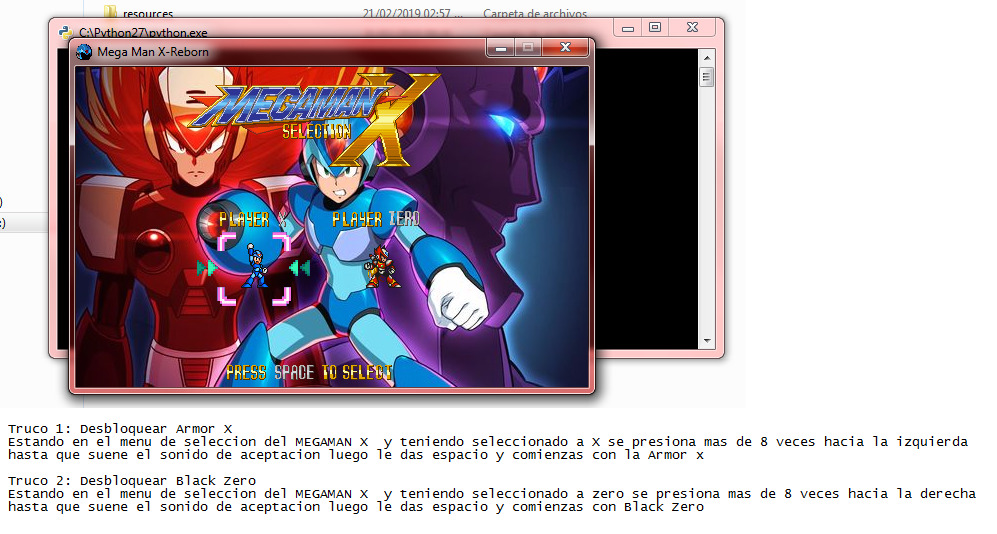 resources 21/02/2019 02:57 ... Carpeta de archivos
C:\Python27\python.exe
Mega Man X-Reborn
MEGAMAN X
SELECTION
PLAYER X PLAYER ZERO
PRESS SPACE TO SELECT
Truco 1: Desbloquear Armor X
Estando en el menu de seleccion del MEGAMAN X y teniendo seleccionado a X se presiona mas de 8 veces hacia la izquierda
hasta que suene el sonido de aceptacion luego le das espacio y comienzas con la Armor x
Truco 2: Desbloquear Black Zero
Estando en el menu de seleccion del MEGAMAN X y teniendo seleccionado a zero se presiona mas de 8 veces hacia la derecha
hasta que suene el sonido de aceptacion luego le das espacio y comienzas con Black Zero